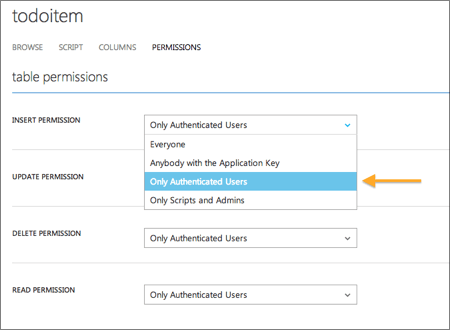 todoitem
BROWSE SCRIPT COLUMNS PERMISSIONS
table permissions
INSERT PERMISSION Only Authenticated Users
Everyone
Anybody with the Application Key
UPDATE PERMISSION Only Authenticated Users
Only Scripts and Admins
DELETE PERMISSION Only Authenticated Users
READ PERMISSION Only Authenticated Users